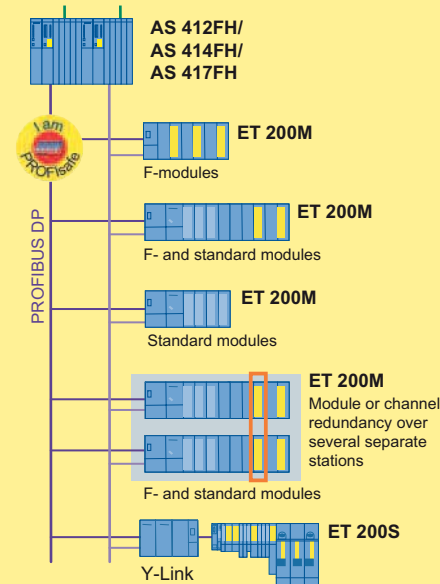 AS 412FH/
AS 414FH/
AS 417FH
I am
PROFIsafe
ET 200M
F-modules
PROFIBUS DP
ET 200M
F- and standard modules
ET 200M
Standard modules
ET 200M
Module or channel
redundancy over
several separate
stations
F- and standard modules
ET 200S
Y-Link